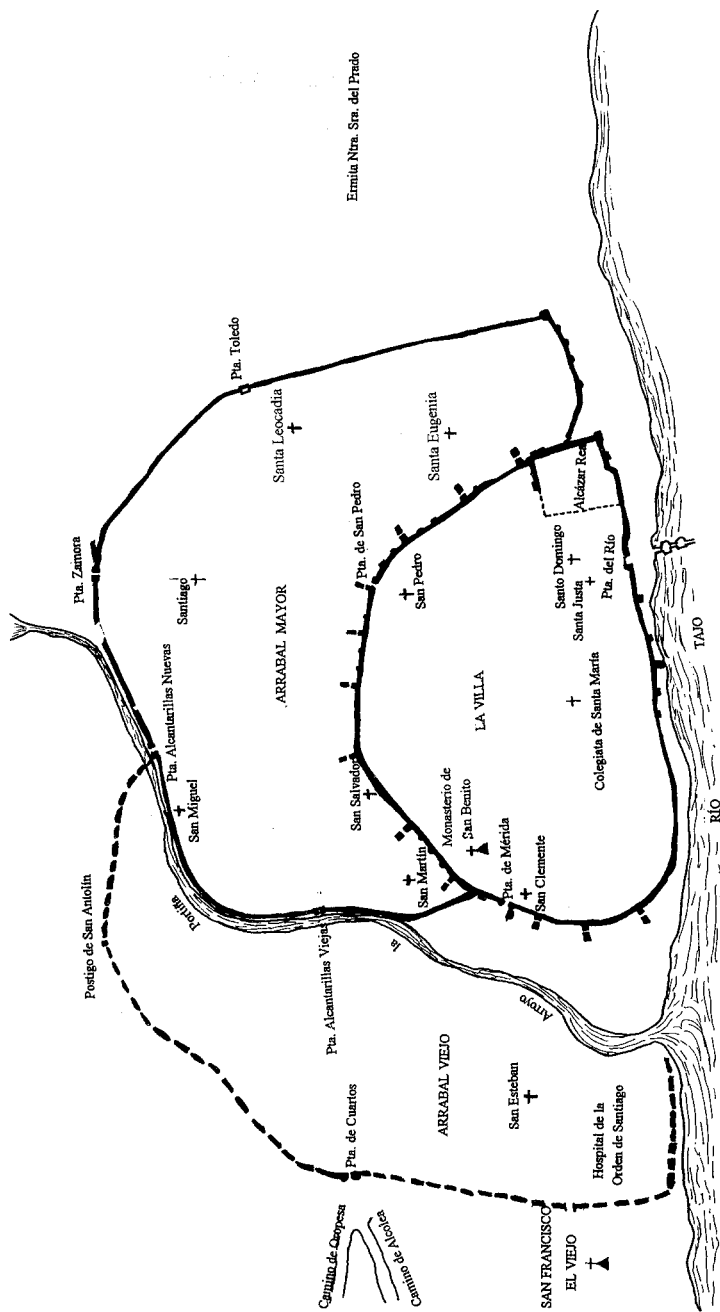 Ermita Ntra. Sra. del Prado
Pta. Toledo
Santa Leocadia
Santa Eugenia
Pta. Zamora
Santiago
ARRABAL MAYOR
Pta. de San Pedro
San Pedro
Alcázar Real
Santo Domingo
Santa Justa
Pta. del Río
Pta. Alcantarillas Nuevas
San Miguel
San Salvador
LA VILLA
Colegiata de Santa María
Monasterio de
San Benito
San Martín
Pta. de Mérida
San Clemente
RÍO
TAJO
Postigo de San Antolín
Pta. Alcantarillas Viejas
Arroyo
la
Portiña
Pta. de Cuartos
ARRABAL VIEJO
San Esteban
Hospital de la
Orden de Santiago
Camino de Oropesa
Camino de Alcolea
SAN FRANCISCO
EL VIEJO